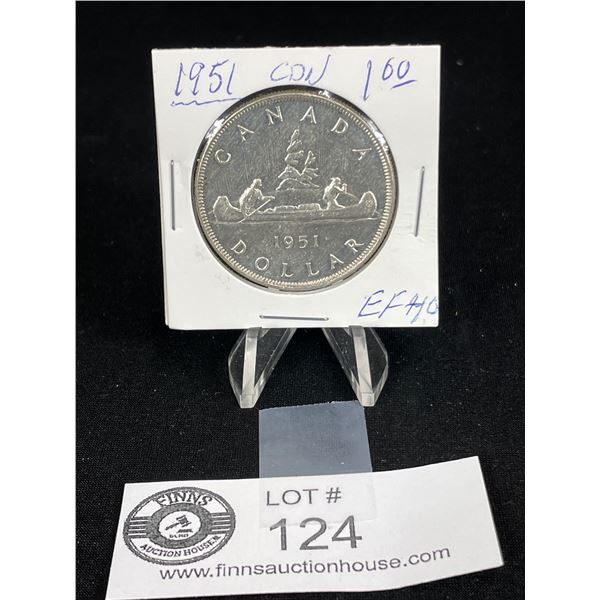 1951 CDN 1.00
CANADA
1951
DOLLAR
EF40
FINNS
AUCTION HOUSE
LOT #
124
www.finnsauctionhouse.com